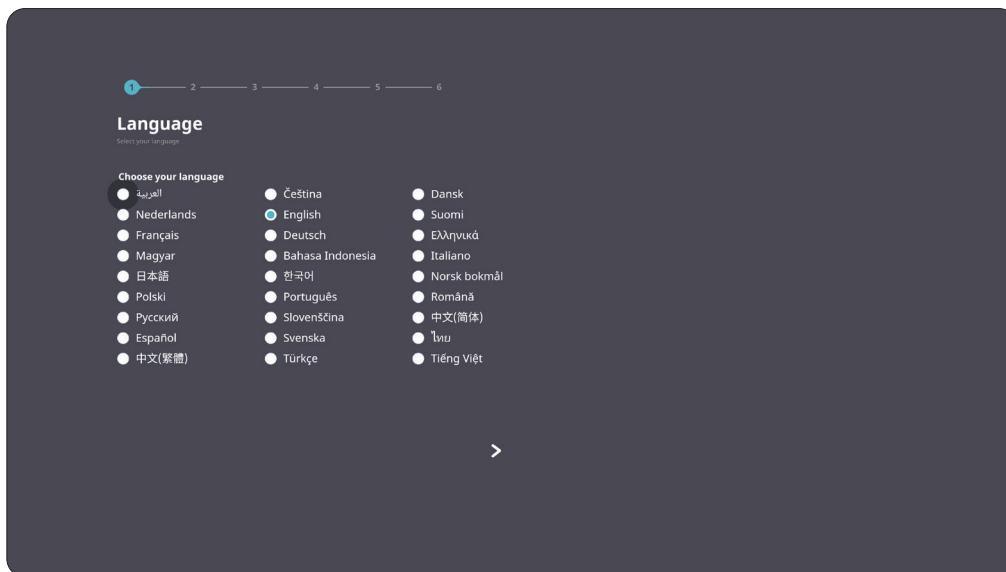 1 2 3 4 5 6
Language
Select your language
Choose your language
العربية Čeština Dansk
Nederlands English Suomi
Français Deutsch Ελληνικά
Magyar Bahasa Indonesia Italiano
日本語 한국어 Norsk bokmål
Polski Português Română
Русский Slovenščina 中文(简体)
Español Svenska ไทย
中文(繁體) Türkçe Tiếng Việt